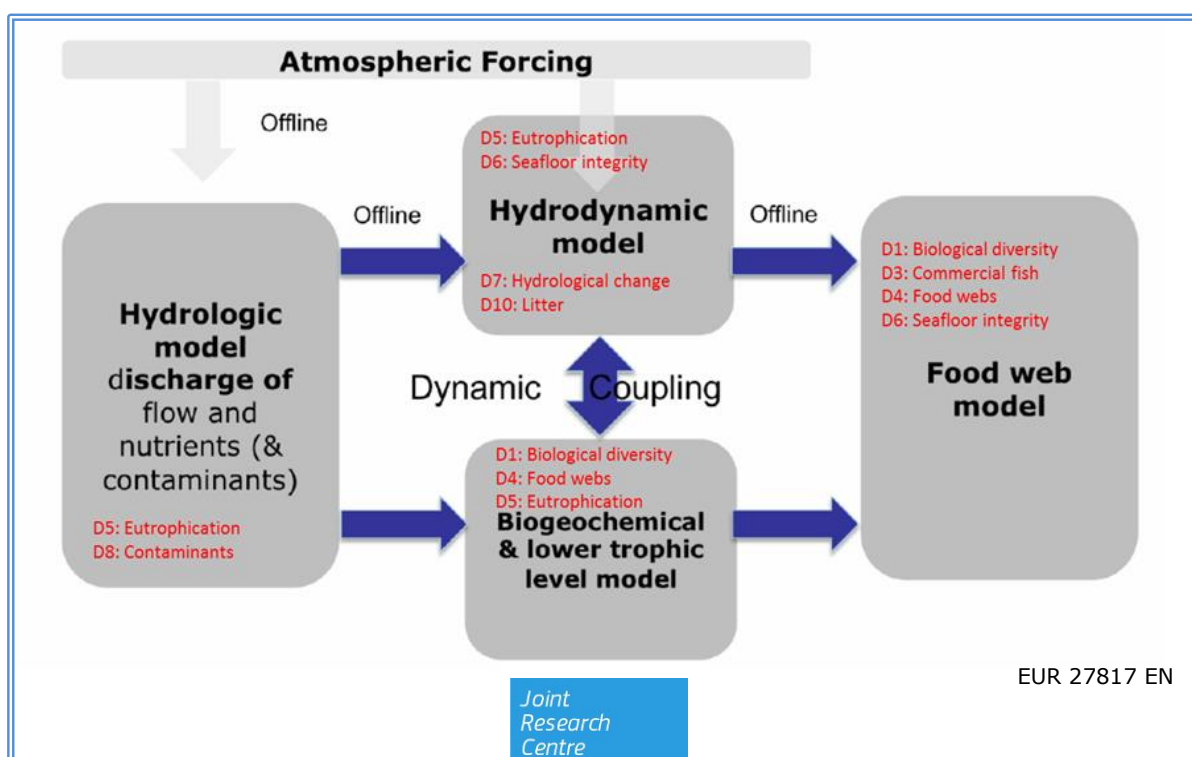 Atmospheric Forcing
Offline
Hydrologic
model
discharge of
flow and
nutrients (&
contaminants)
D5: Eutrophication
D8: Contaminants
Offline
D5: Eutrophication
D6: Seafloor integrity
Hydrodynamic
model
D7: Hydrological change
D10: Litter
Dynamic Coupling
D1: Biological diversity
D4: Food webs
D5: Eutrophication
Biogeochemical
& lower trophic
level model
Offline
D1: Biological diversity
D3: Commercial fish
D4: Food webs
D6: Seafloor integrity
Food web
model
EUR 27817 EN
Joint
Research
Centre